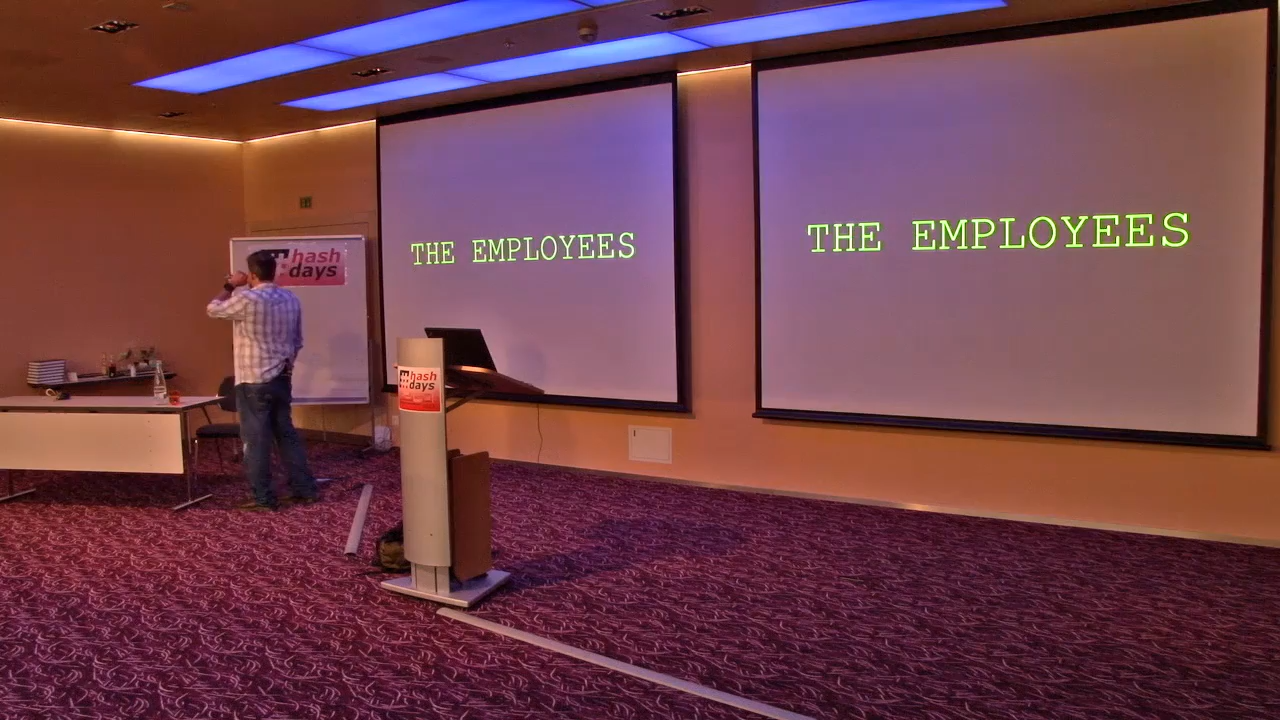 THE EMPLOYEES
THE EMPLOYEES
hash
days
hash
days